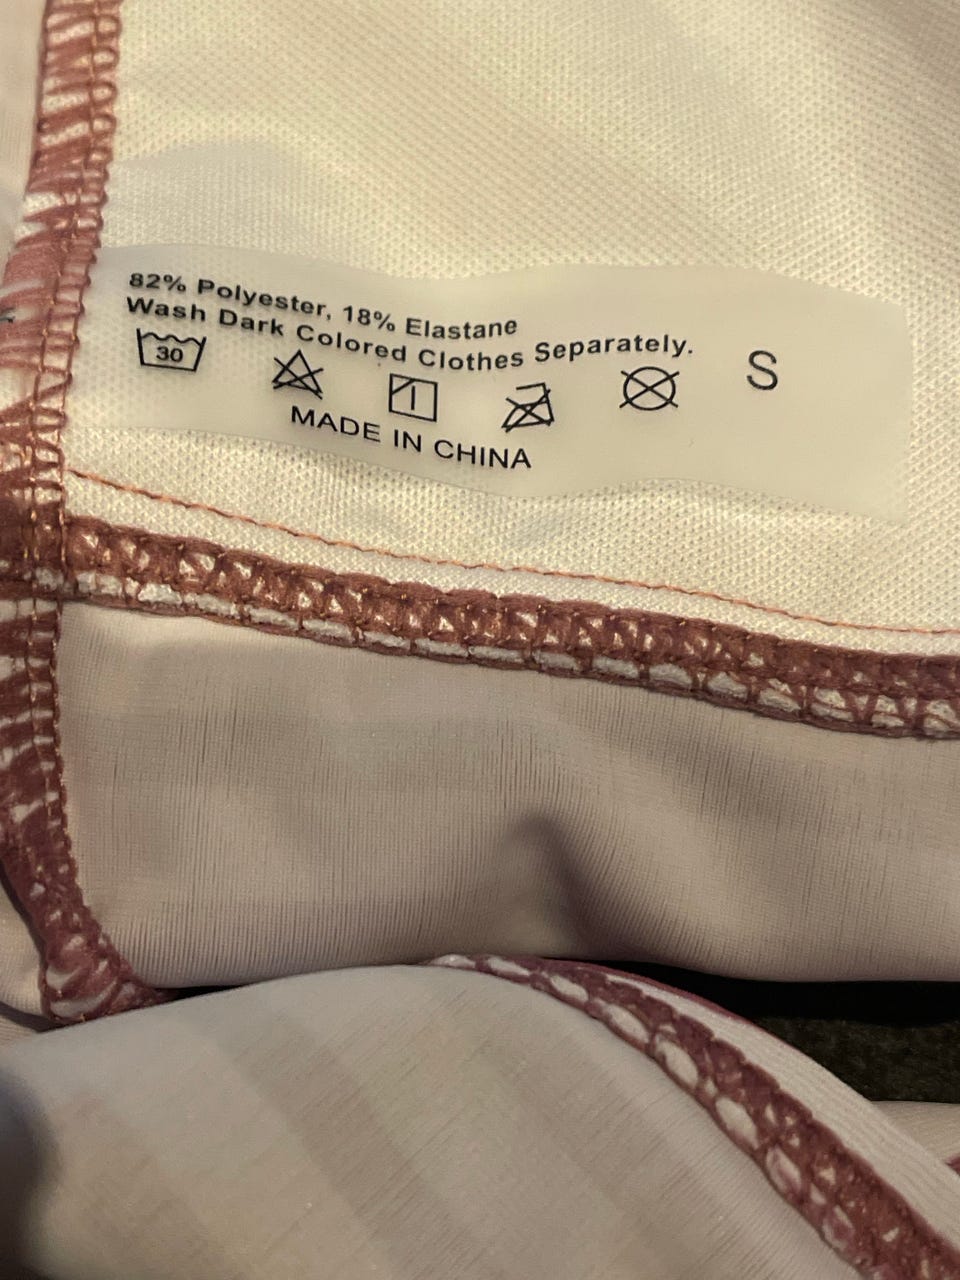 82% Polyester, 18% Elastane
Wash Dark Colored Clothes Separately.
30
S
MADE IN CHINA